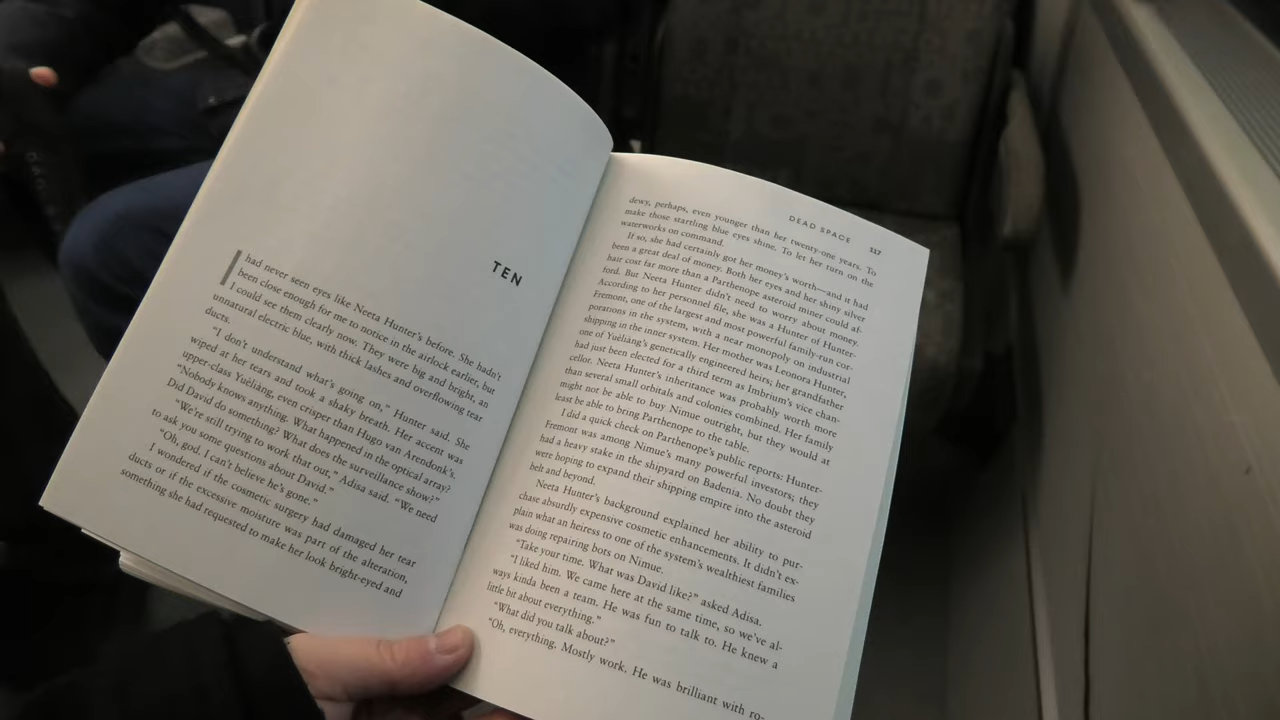 TEN
I had never seen eyes like Neeta Hunter's before. She hadn't
been close enough for me to notice in the airlock earlier, but
I could see them clearly now. They were big and bright, an
unnatural electric blue, with thick lashes and overflowing tear
ducts.
"I don't understand what's going on," Hunter said. She
wiped at her tears and took a shaky breath. Her accent was
upper-class Yuèliàng, even crisper than Hugo van Arendonk's.
"Nobody knows anything. What happened in the optical array?
Did David do something? What does the surveillance show?"
"We're still trying to work that our," Adisa said. "We need
to ask you some questions about David."
"Oh, god, I can't believe he's gone."
I wondered if the cosmetic surgery had damaged her tear
ducts or if the excessive moisture was part of the alteration,
something she had requested to make her look bright-eyed and
DEAD SPACE 117
dewy, perhaps, even younger than her twenty-one years. To
make those startling blue eyes shine. To let her turn on the
waterworks on command.
If so, she had certainly got her money's worth—and it had
been a great deal of money. Both her eyes and her shiny silver
hair cost far more than a Parthenope asteroid miner could af-
ford. But Neeta Hunter didn't need to worry about money.
According to her personnel file, she was a Hunter of Hunter-
Fremont, one of the largest and most powerful family-run cor-
porations in the system, with a near monopoly on industrial
shipping in the inner system. Her mother was Leonora Hunter,
one of Yuèliàng's genetically engineered heirs; her grandfather
had just been elected for a third term as Imbrium's vice chan-
cellor. Neeta Hunter's inheritance was probably worth more
than several small orbitals and colonies combined. Her family
might not be able to buy Nimue outright, but they would at
least be able to bring Parthenope to the table.
I did a quick check on Parthenope's public reports: Hunter-
Fremont was among Nimue's many powerful investors; they
had a heavy stake in the shipyard on Badenia. No doubt they
were hoping to expand their shipping empire into the asteroid
belt and beyond.
Neeta Hunter's background explained her ability to pur-
chase absurdly expensive cosmetic enhancements. It didn't ex-
plain what an heiress to one of the system's wealthiest families
was doing repairing bots on Nimue.
"Take your time. What was David like?" asked Adisa.
"I liked him. We came here at the same time, so we've al-
ways kinda been a team. He was fun to talk to. He knew a
little bit about everything."
"What did you talk about?"
"Oh, everything. Mostly work. He was brilliant with ro-